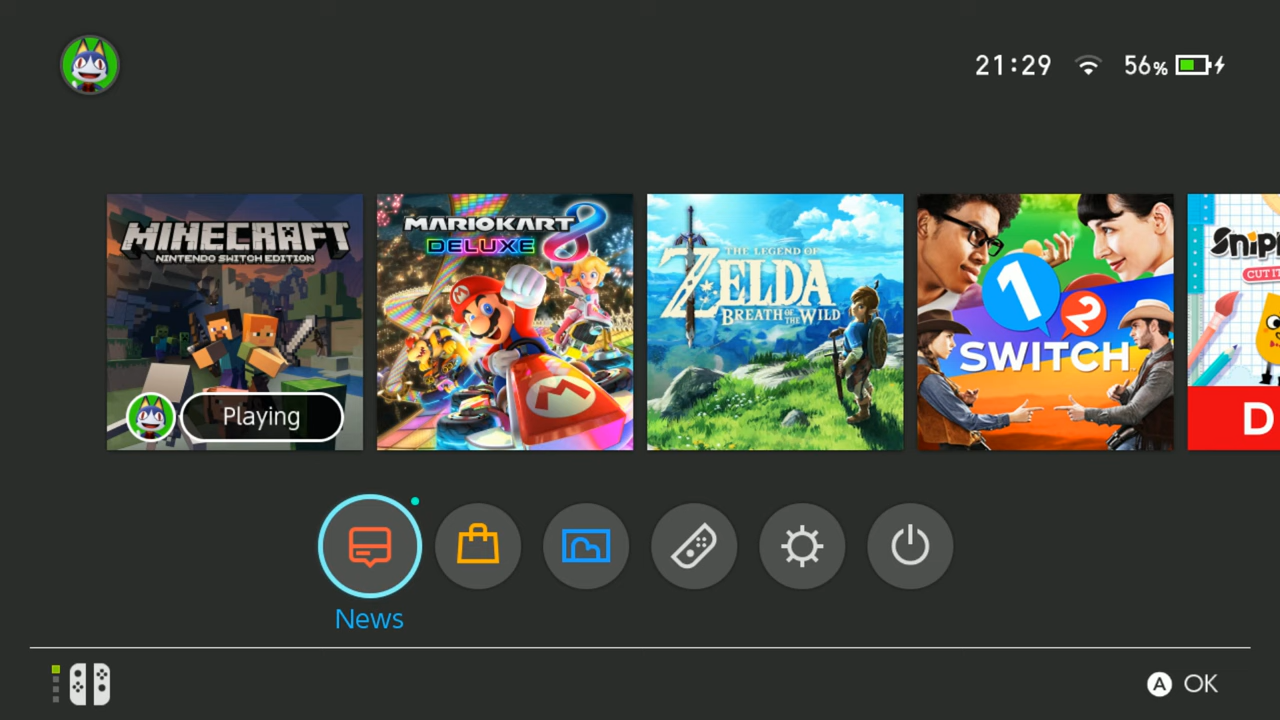 21:29
56%
MINECRAFT
NINTENDO SWITCH EDITION
Playing
MARIOKART 8
DELUXE
THE LEGEND OF
ZELDA
BREATH OF THE WILD
1 2
SWITCH
Snip
CUT IT
D
News
A OK